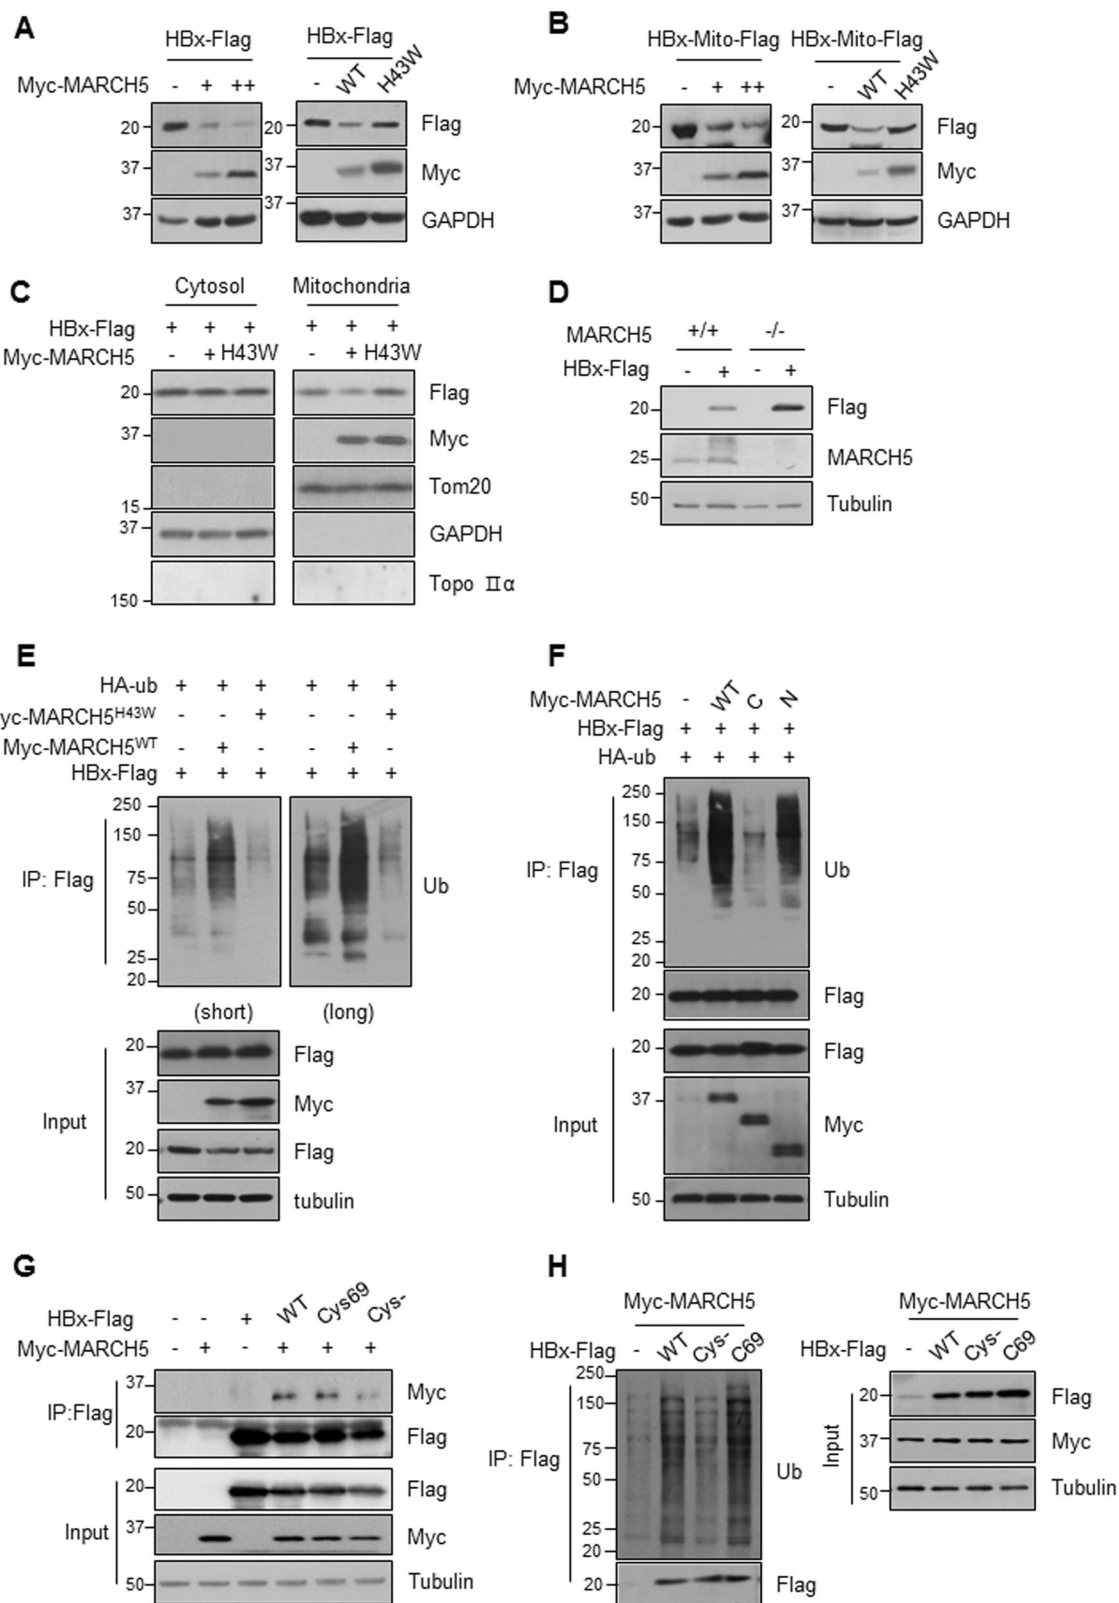 A
HBx-Flag HBx-Flag
Myc-MARCH5 - + ++ - WT H43W
20 20 Flag
37 37 Myc
37 37 GAPDH
B
HBx-Mito-Flag HBx-Mito-Flag
Myc-MARCH5 - + ++ - WT H43W
20 20 Flag
37 37 Myc
37 37 GAPDH
C
Cytosol Mitochondria
HBx-Flag + + + + + +
Myc-MARCH5 - + H43W - + H43W
20 Flag
37 Myc
Tom20
15
37 GAPDH
Topo IIα
150
D
MARCH5 +/+ -/-
HBx-Flag - + - +
20 Flag
25 MARCH5
50 Tubulin
E
HA-ub + + + + + +
yc-MARCH5H43W - - + - - +
Myc-MARCH5WT - + - - + -
HBx-Flag + + + + + +
250
150
IP: Flag 75 Ub
50
25
20
(short) (long)
20 Flag
37 Myc
Input
20 Flag
50 tubulin
F
Myc-MARCH5 - WT C N
HBx-Flag + + + +
HA-ub + + + +
250
150
IP: Flag 75 Ub
50
25
20
20 Flag
20 Flag
37
Input Myc
50 Tubulin
G
HBx-Flag - - + WT Cys69 Cys-
Myc-MARCH5 - + - + + +
37 Myc
IP:Flag
20 Flag
20 Flag
Input 37 Myc
50 Tubulin
H
Myc-MARCH5
HBx-Flag - WT Cys- C69
250
150
75
IP: Flag Ub
50
25
20
20 Flag
Myc-MARCH5
HBx-Flag - WT Cys- C69
20 Flag
Input 37 Myc
50 Tubulin